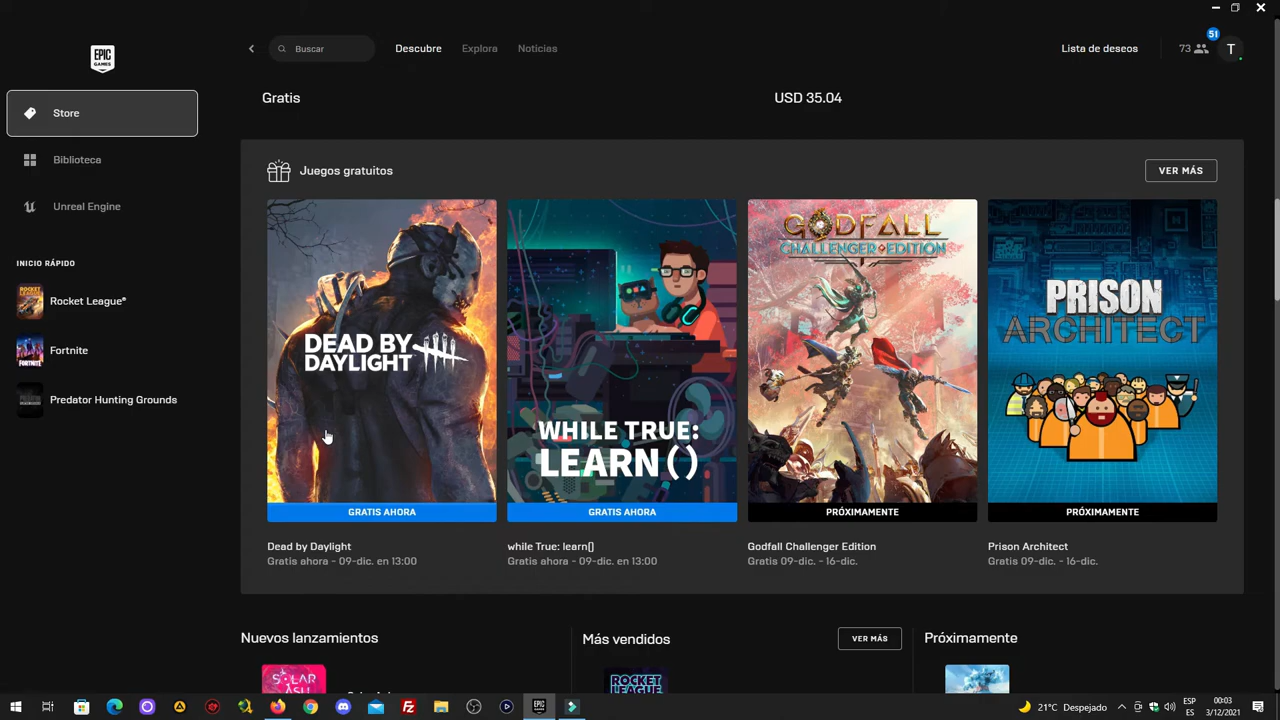 EPIC
GAMES
Buscar
Descubre
Explora
Noticias
Lista de deseos
73
51
T
Store
Biblioteca
Unreal Engine
INICIO RÁPIDO
ROCKET
LEAGUE
Rocket League®
FORTNITE
Fortnite
Predator Hunting Grounds
Gratis
USD 35.04
Juegos gratuitos
VER MÁS
DEAD BY
DAYLIGHT
GRATIS AHORA
Dead by Daylight
Gratis ahora - 09-dic. en 13:00
WHILE TRUE:
LEARN()
GRATIS AHORA
while True: learn()
Gratis ahora - 09-dic. en 13:00
GODFALL
CHALLENGER EDITION
PRÓXIMAMENTE
Godfall Challenger Edition
Gratis 09-dic. - 16-dic.
PRISON
ARCHITECT
PRÓXIMAMENTE
Prison Architect
Gratis 09-dic. - 16-dic.
Nuevos lanzamientos
SOLAR
ASH
Más vendidos
VER MÁS
ROCKET
LEAGUE
Próximamente
21°C Despejado
ESP
ES
00:03
3/12/2021